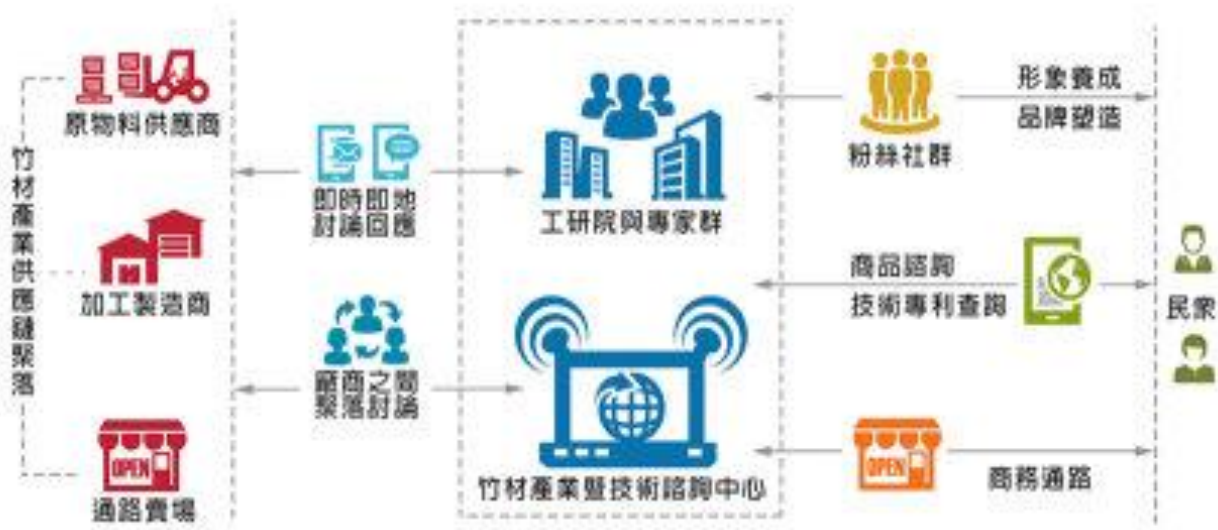 竹材產業供應鏈聚落
原物料供應商
加工製造商
OPEN
通路賣場
即時即地
討論回應
廠商之間
聚落討論
工研院與專家群
竹材產業暨技術諮詢中心
粉絲社群
形象養成
品牌塑造
商品諮詢
技術專利查詢
OPEN
商務通路
民眾